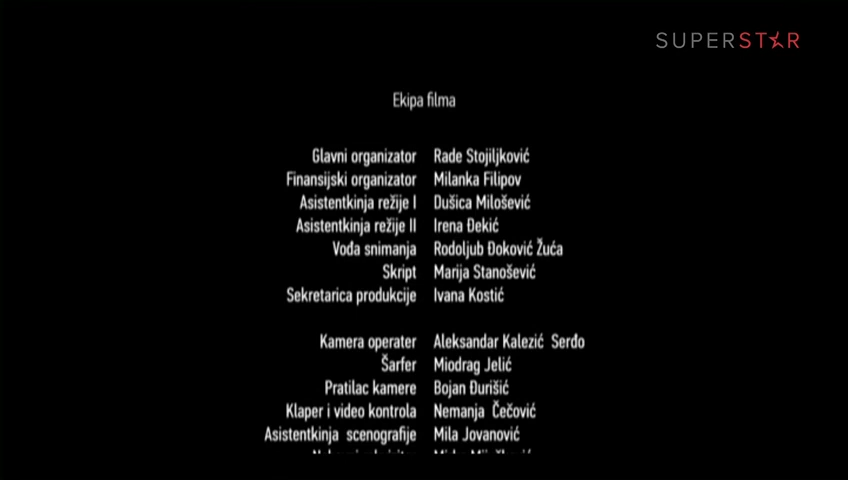 SUPERSTAR
Ekipa filma
Glavni organizator Rade Stojiljković
Finansijski organizator Milanka Filipov
Asistentkinja režije I Dušica Milošević
Asistentkinja režije II Irena Đekić
Vođa snimanja Rodoljub Đoković Žuća
Skript Marija Stanošević
Sekretarica produkcije Ivana Kostić
Kamera operater Aleksandar Kalezić Serđo
Šarfer Miodrag Jelić
Pratilac kamere Bojan Đurišić
Klaper i video kontrola Nemanja Čečović
Asistentkinja scenografije Mila Jovanović